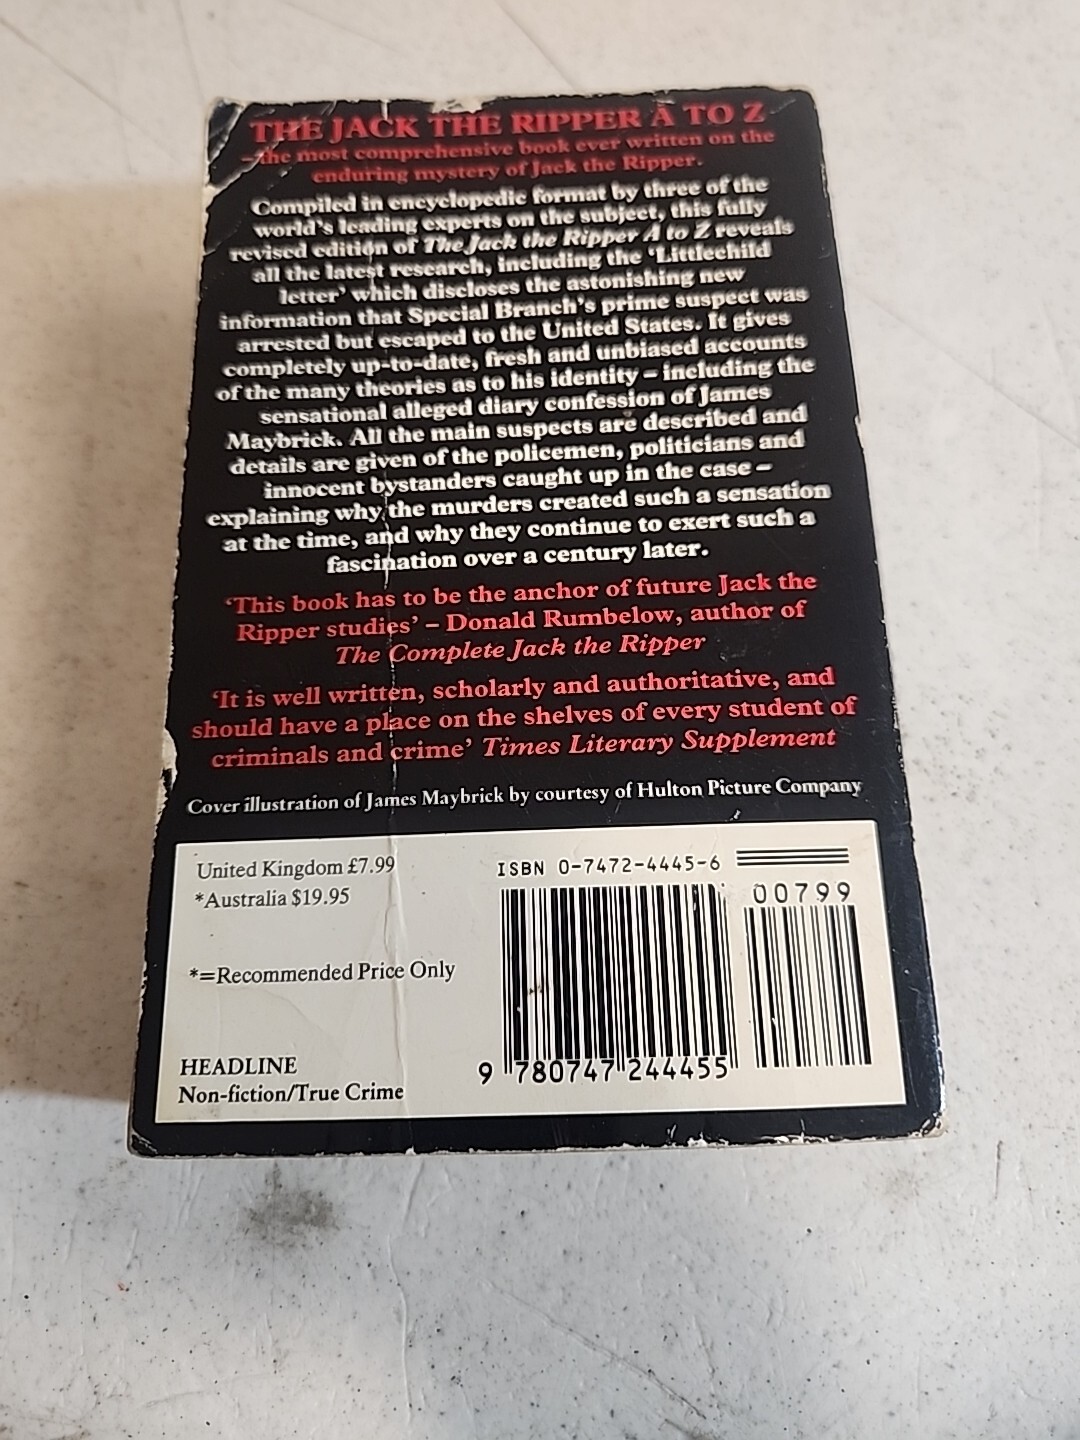 THE JACK THE RIPPER A TO Z
– the most comprehensive book ever written on the
enduring mystery of Jack the Ripper.
Compiled in encyclopedic format by three of the
world's leading experts on the subject, this fully
revised edition of The Jack the Ripper A to Z reveals
all the latest research, including the 'Littlechild
letter' which discloses the astonishing new
information that Special Branch's prime suspect was
arrested but escaped to the United States. It gives
completely up-to-date, fresh and unbiased accounts
of the many theories as to his identity – including the
sensational alleged diary confession of James
Maybrick. All the main suspects are described and
details are given of the policemen, politicians and
innocent bystanders caught up in the case –
explaining why the murders created such a sensation
at the time, and why they continue to exert such a
fascination over a century later.
'This book has to be the anchor of future Jack the
Ripper studies' – Donald Rumbelow, author of
The Complete Jack the Ripper
'It is well written, scholarly and authoritative, and
should have a place on the shelves of every student of
criminals and crime' Times Literary Supplement
Cover illustration of James Maybrick by courtesy of Hulton Picture Company
United Kingdom £7.99
*Australia $19.95
*=Recommended Price Only
HEADLINE
Non-fiction/True Crime
ISBN 0-7472-4445-6
00799
9 780747 244455